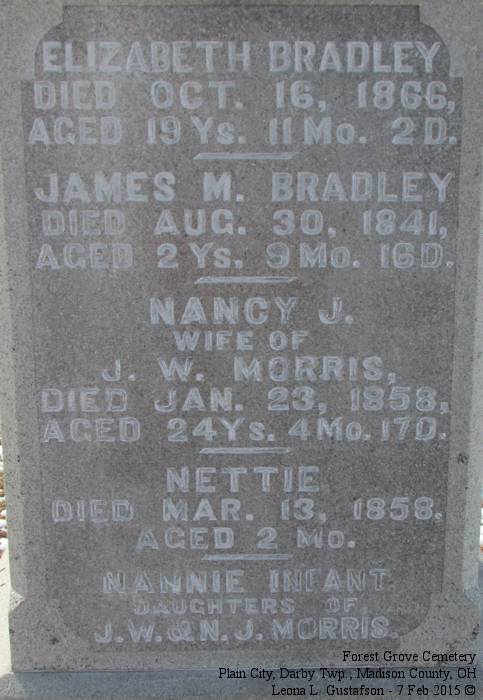 ELIZABETH BRADLEY
DIED OCT. 16, 1866,
AGED 19 YS. 11 MO. 2 D.
JAMES M. BRADLEY
DIED AUG. 30, 1841,
AGED 2 YS. 9 MO. 16 D.
NANCY J.
WIFE OF
J. W. MORRIS,
DIED JAN. 23, 1858,
AGED 24 YS. 4 MO. 17 D.
NETTIE
DIED MAR. 13, 1858.
AGED 2 MO.
NANNIE INFANT
DAUGHTERS OF
J. W. & N. J. MORRIS.
Forest Grove Cemetery
Plain City, Darby Twp., Madison County, OH
Leona L. Gustafson - 7 Feb 2015 ©